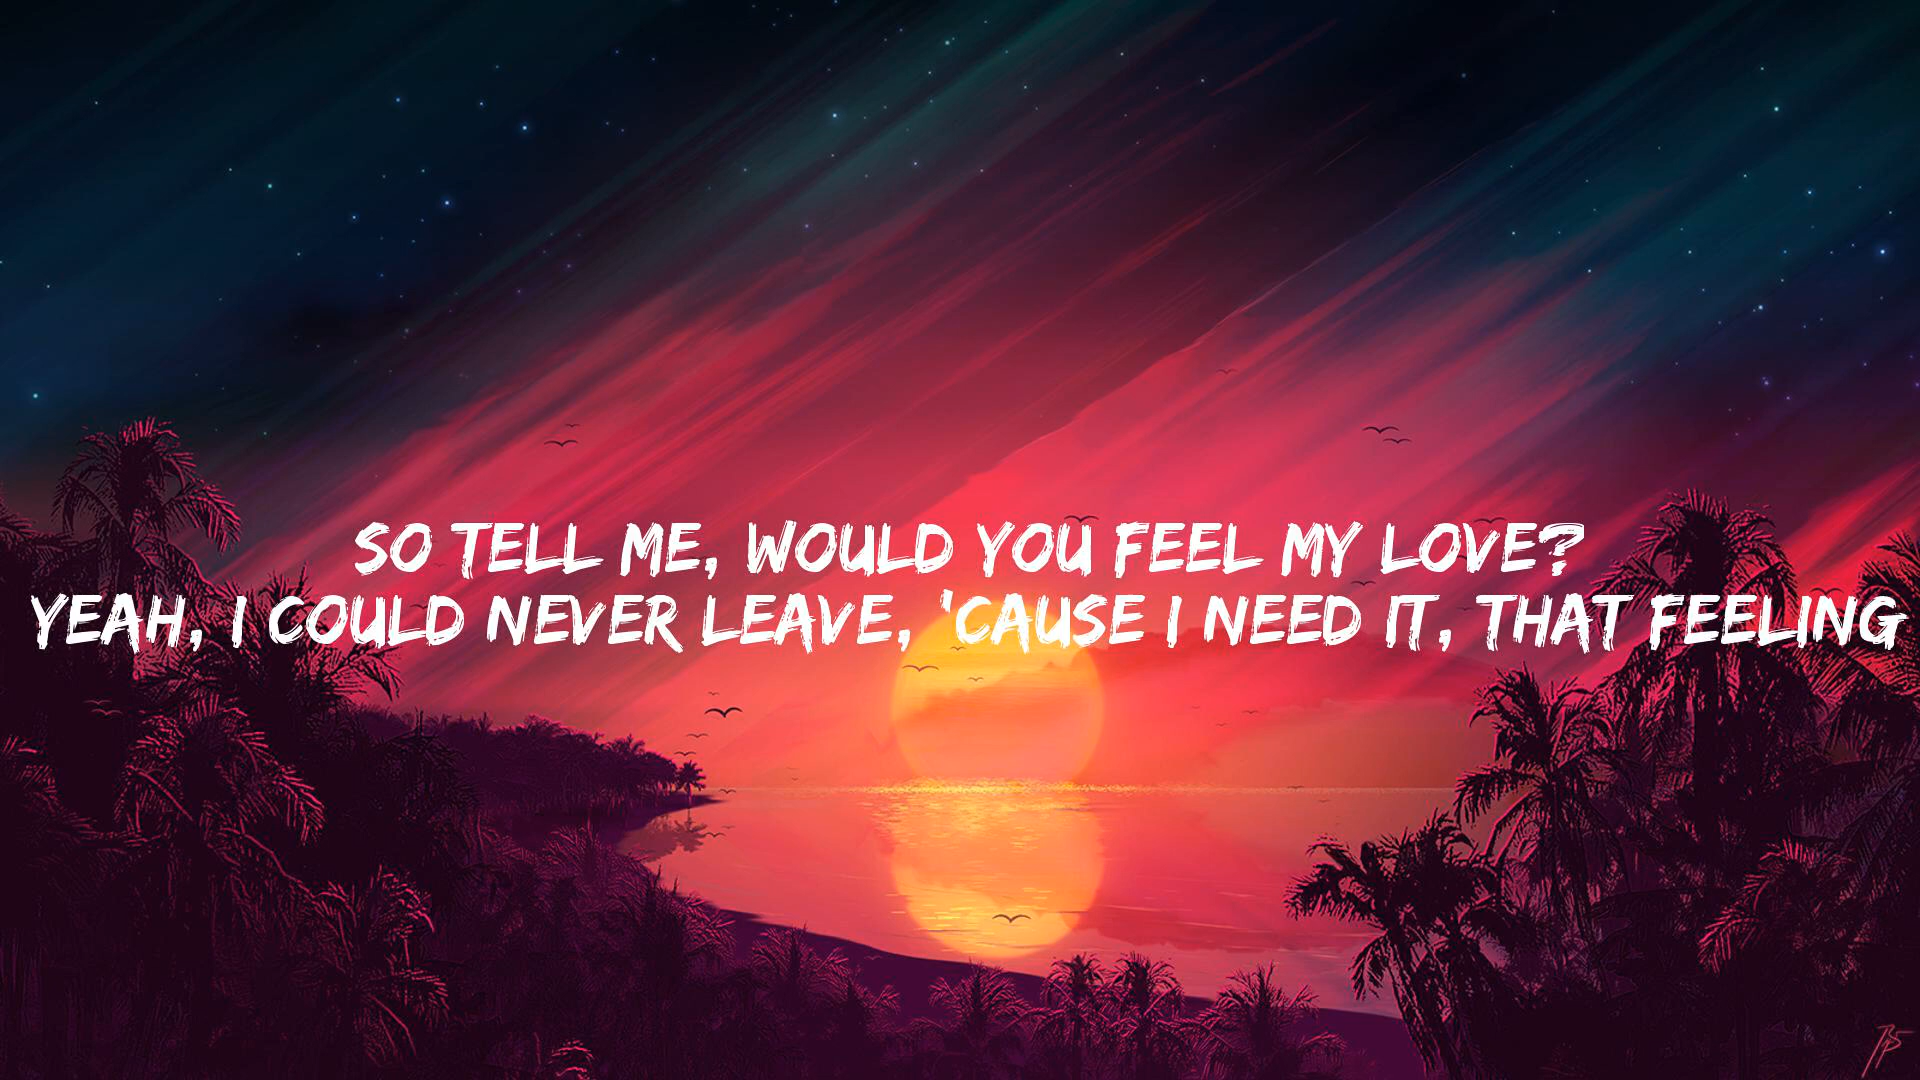 SO TELL ME, WOULD YOU FEEL MY LOVE?
YEAH, I COULD NEVER LEAVE, 'CAUSE I NEED IT, THAT FEELING